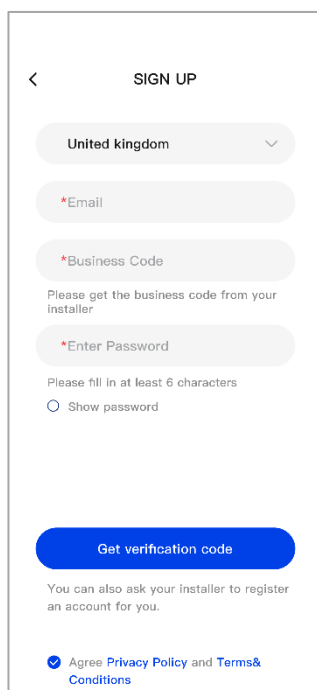 SIGN UP
United kingdom
*Email
*Business Code
Please get the business code from your
installer
*Enter Password
Please fill in at least 6 characters
Show password
Get verification code
You can also ask your installer to register
an account for you.
Agree Privacy Policy and Terms&
Conditions